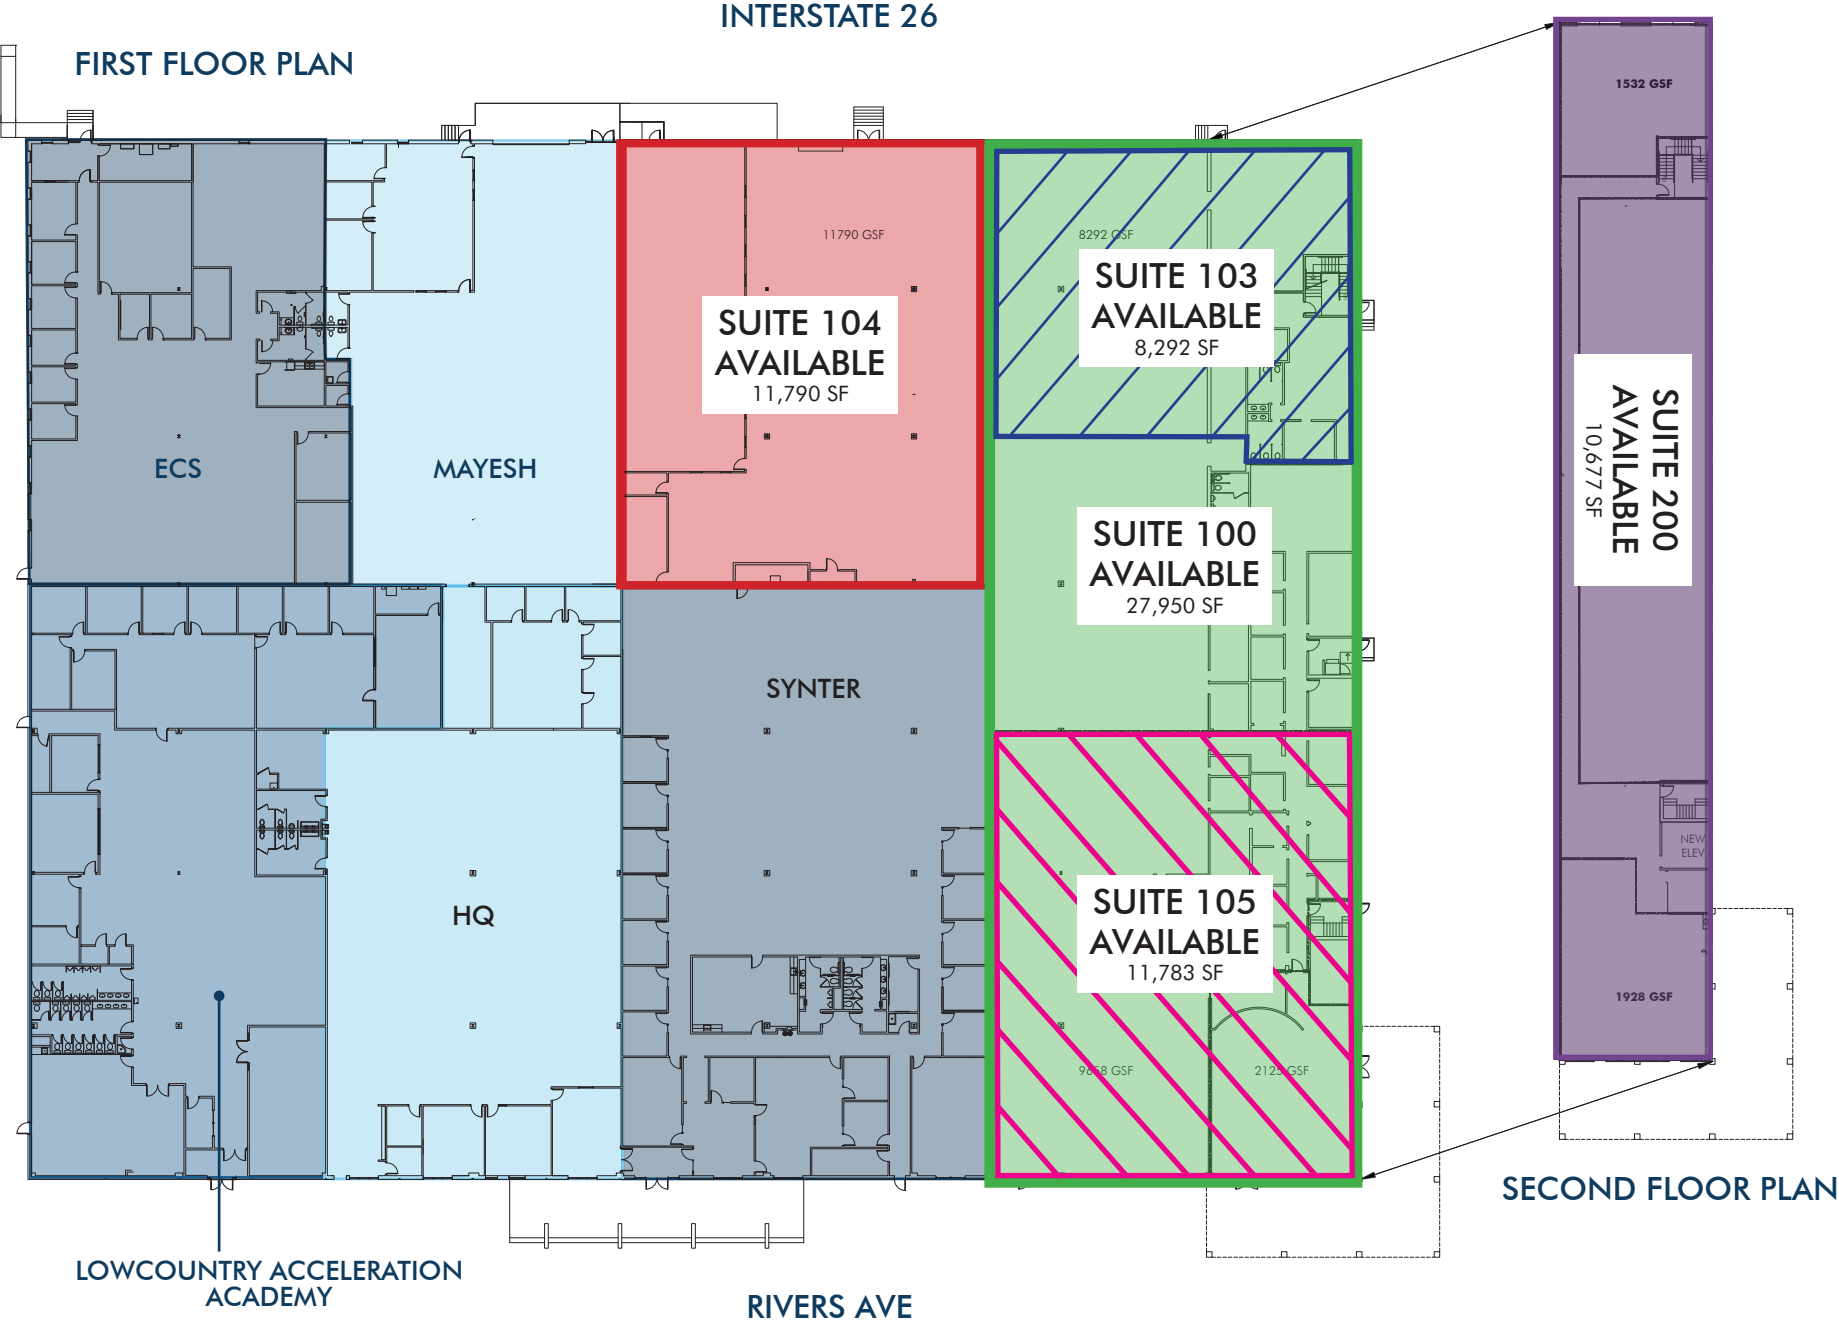 INTERSTATE 26
FIRST FLOOR PLAN
1532 GSF
11790 GSF
8292 GSF
SUITE 103
AVAILABLE
8,292 SF
SUITE 104
AVAILABLE
11,790 SF
SUITE 200
AVAILABLE
10,677 SF
ECS
MAYESH
SUITE 100
AVAILABLE
27,950 SF
SYNTER
NEW
ELEV
HQ
SUITE 105
AVAILABLE
11,783 SF
1928 GSF
9658 GSF
2125 GSF
SECOND FLOOR PLAN
LOWCOUNTRY ACCELERATION
ACADEMY
RIVERS AVE